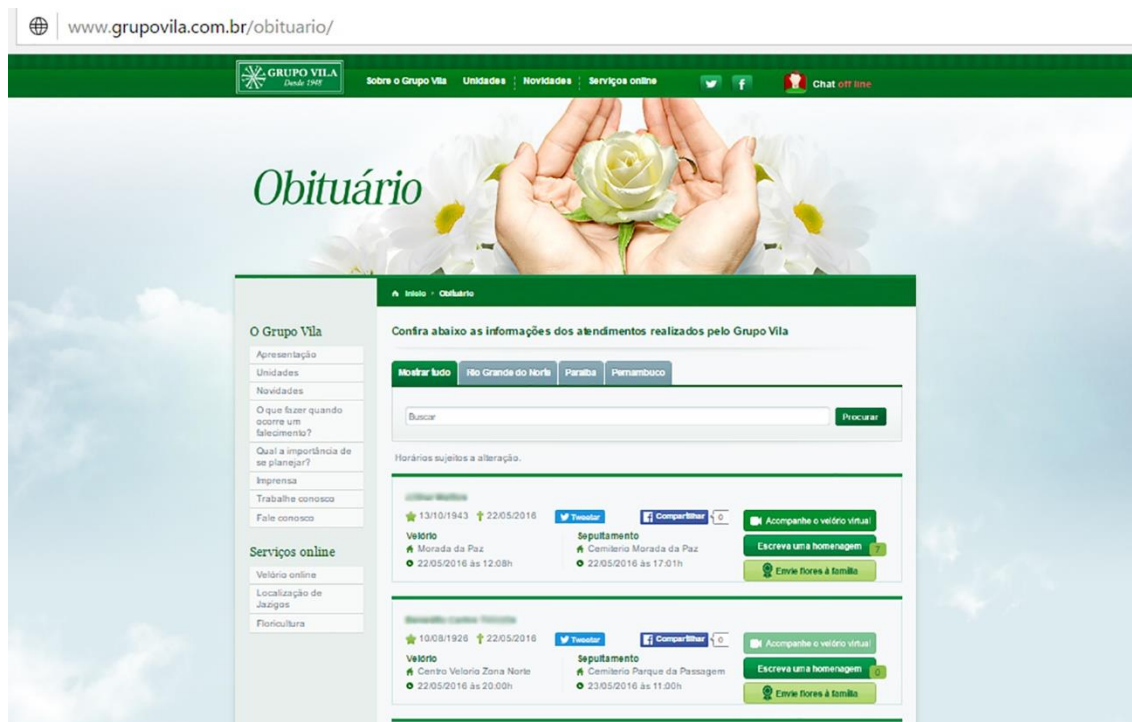 www.grupovila.com.br/obituario/
GRUPO VILA
Desde 1948
Sobre o Grupo Vila Unidades Novidades Serviços online
Chat off line
Obituário
Início Obituário
O Grupo Vila
Apresentação
Unidades
Novidades
O que fazer quando
ocorre um
falecimento?
Qual a importância de
se planejar?
Imprensa
Trabalhe conosco
Fale conosco
Serviços online
Velório online
Localização de
Jazigos
Floricultura
Confira abaixo as informações dos atendimentos realizados pelo Grupo Vila
Mostrar tudo Rio Grande do Norte Paraíba Pernambuco
Buscar Procurar
Horários sujeitos a alteração.
13/10/1943 22/05/2016 Tweetar Compartilhar 0
Velório Sepultamento
Morada da Paz Cemitério Morada da Paz
22/05/2016 às 12:08h 22/05/2016 às 17:01h
Acompanhe o velório virtual
Escreva uma homenagem 7
Envie flores à família
10/08/1926 22/05/2016 Tweetar Compartilhar 0
Velório Sepultamento
Centro Velorio Zona Norte Cemiterio Parque da Passagem
22/05/2016 às 20:00h 23/05/2016 às 11:00h
Acompanhe o velório virtual
Escreva uma homenagem 0
Envie flores à família